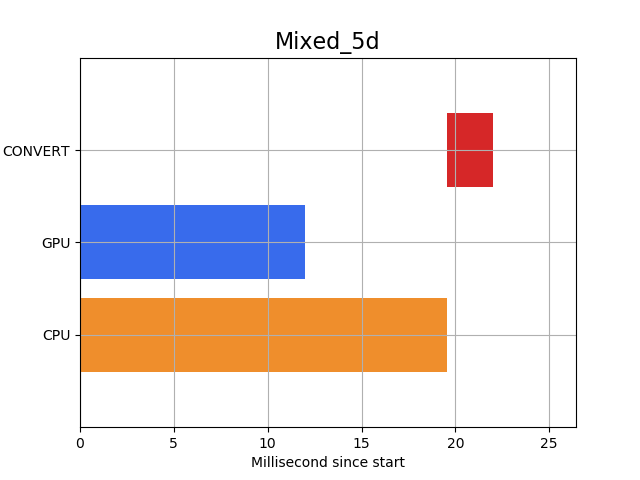 Mixed_5d
CONVERT
GPU
CPU
0 5 10 15 20 25
Millisecond since start